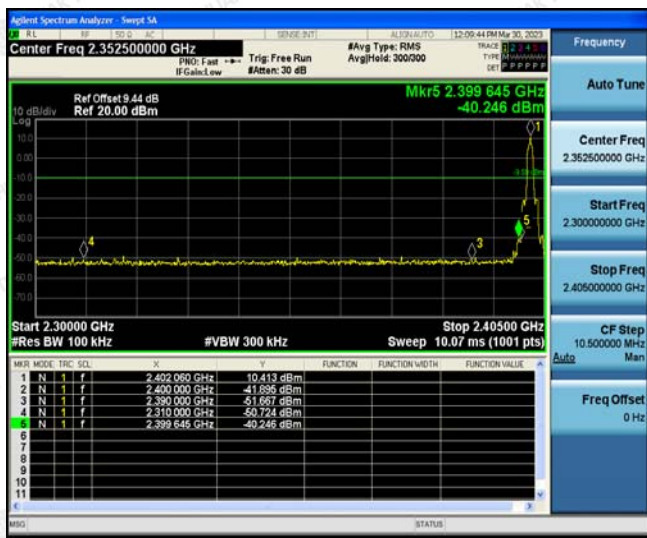 Agilent Spectrum Analyzer - Swept SA
RL RF 50 Ω AC SENSE:INT ALIGN AUTO 12:09:44 PM Mar 30, 2023
Center Freq 2.352500000 GHz
PNO: Fast
IFGain:Low
Trig: Free Run
#Atten: 30 dB
#Avg Type: RMS
Avg|Hold: 300/300
TRACE 1 2 3 4 5 6
TYPE
DET P P P P P P
Mkr5 2.399 645 GHz
-40.246 dBm
Ref Offset 9.44 dB
Ref 20.00 dBm
10 dB/div
Log
10.0
0.00
-10.0
-20.0
-30.0
-40.0
-50.0
-60.0
-70.0
1
5
4
3
Start 2.30000 GHz
Stop 2.40500 GHz
#Res BW 100 kHz
#VBW 300 kHz
Sweep 10.07 ms (1001 pts)
MKR MODE TRC SCL X Y FUNCTION FUNCTION WIDTH FUNCTION VALUE
1 N 1 f 2.402 060 GHz 10.413 dBm
2 N 1 f 2.400 000 GHz -41.895 dBm
3 N 1 f 2.390 000 GHz -51.667 dBm
4 N 1 f 2.310 000 GHz -50.724 dBm
5 N 1 f 2.399 645 GHz -40.246 dBm
6
7
8
9
10
11
MSG
STATUS
Frequency
Auto Tune
Center Freq
2.352500000 GHz
Start Freq
2.300000000 GHz
Stop Freq
2.405000000 GHz
CF Step
10.500000 MHz
Auto Man
Freq Offset
0 Hz